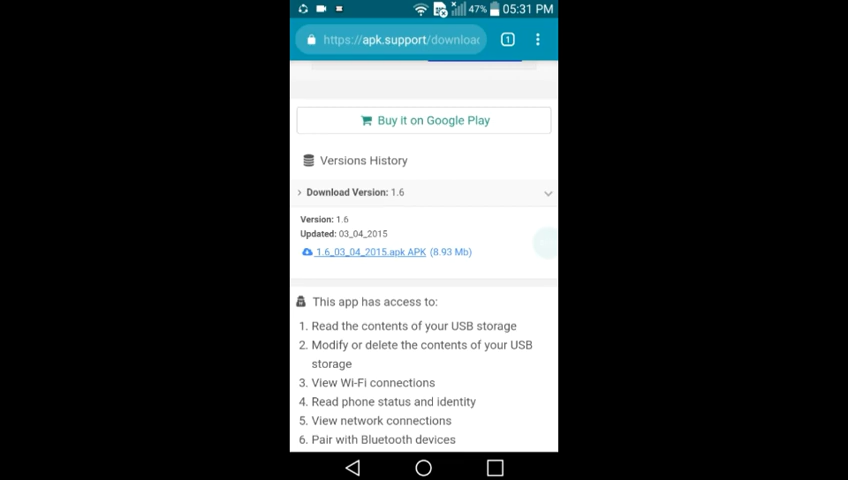 47% 05:31 PM
https://apk.support/download
1
Buy it on Google Play
Versions History
Download Version: 1.6
Version: 1.6
Updated: 03_04_2015
1.6_03_04_2015.apk APK (8.93 Mb)
This app has access to:
1. Read the contents of your USB storage
2. Modify or delete the contents of your USB
storage
3. View Wi-Fi connections
4. Read phone status and identity
5. View network connections
6. Pair with Bluetooth devices